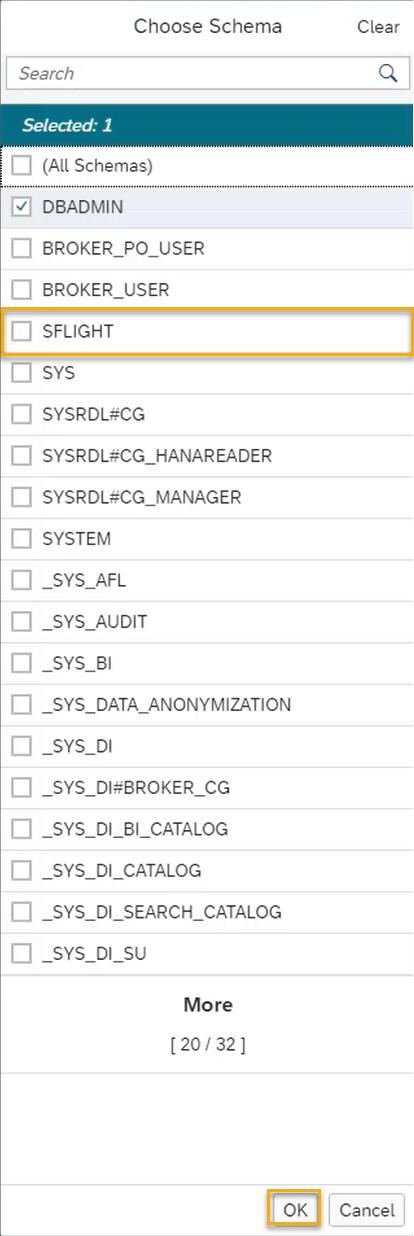 Choose Schema Clear
Search
Selected: 1
(All Schemas)
DBADMIN
BROKER_PO_USER
BROKER_USER
SFLIGHT
SYS
SYSRDL#CG
SYSRDL#CG_HANAREADER
SYSRDL#CG_MANAGER
SYSTEM
_SYS_AFL
_SYS_AUDIT
_SYS_BI
_SYS_DATA_ANONYMIZATION
_SYS_DI
_SYS_DI#BROKER_CG
_SYS_DI_BI_CATALOG
_SYS_DI_CATALOG
_SYS_DI_SEARCH_CATALOG
_SYS_DI_SU
More
[ 20 / 32 ]
OK Cancel